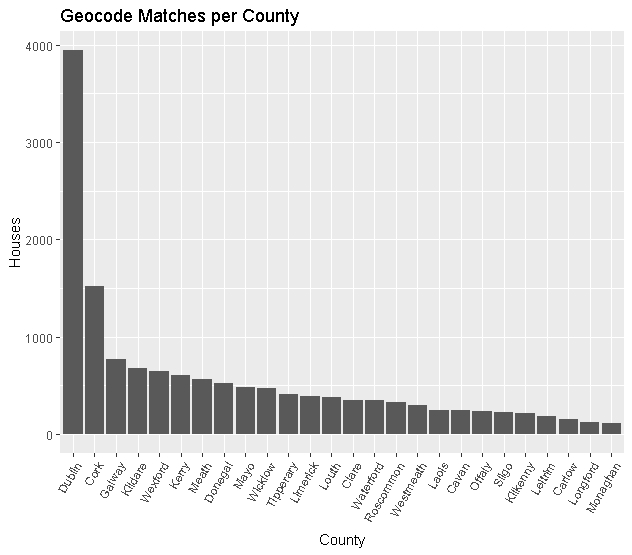 Geocode Matches per County
4000
3000
2000
1000
0
Houses
Dublin
Cork
Galway
Kildare
Wexford
Kerry
Meath
Donegal
Mayo
Wicklow
Tipperary
Limerick
Louth
Clare
Waterford
Roscommon
Westmeath
Laois
Cavan
Offaly
Sligo
Kilkenny
Leitrim
Carlow
Longford
Monaghan
County